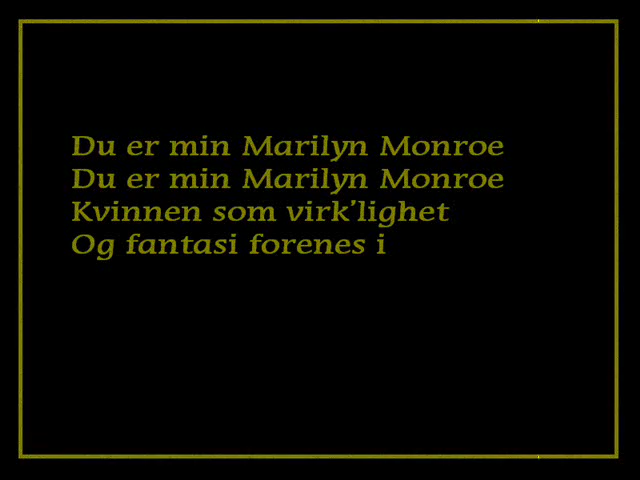 Du er min Marilyn Monroe
Du er min Marilyn Monroe
Kvinnen som virk'lighet
Og fantasi forenes i